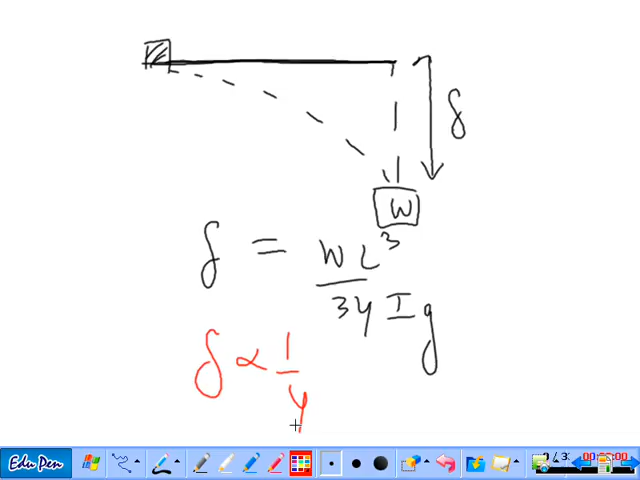 δ
W
δ = WL³ / 3YIg
δ ∝ 1 / Y
Edu Pen